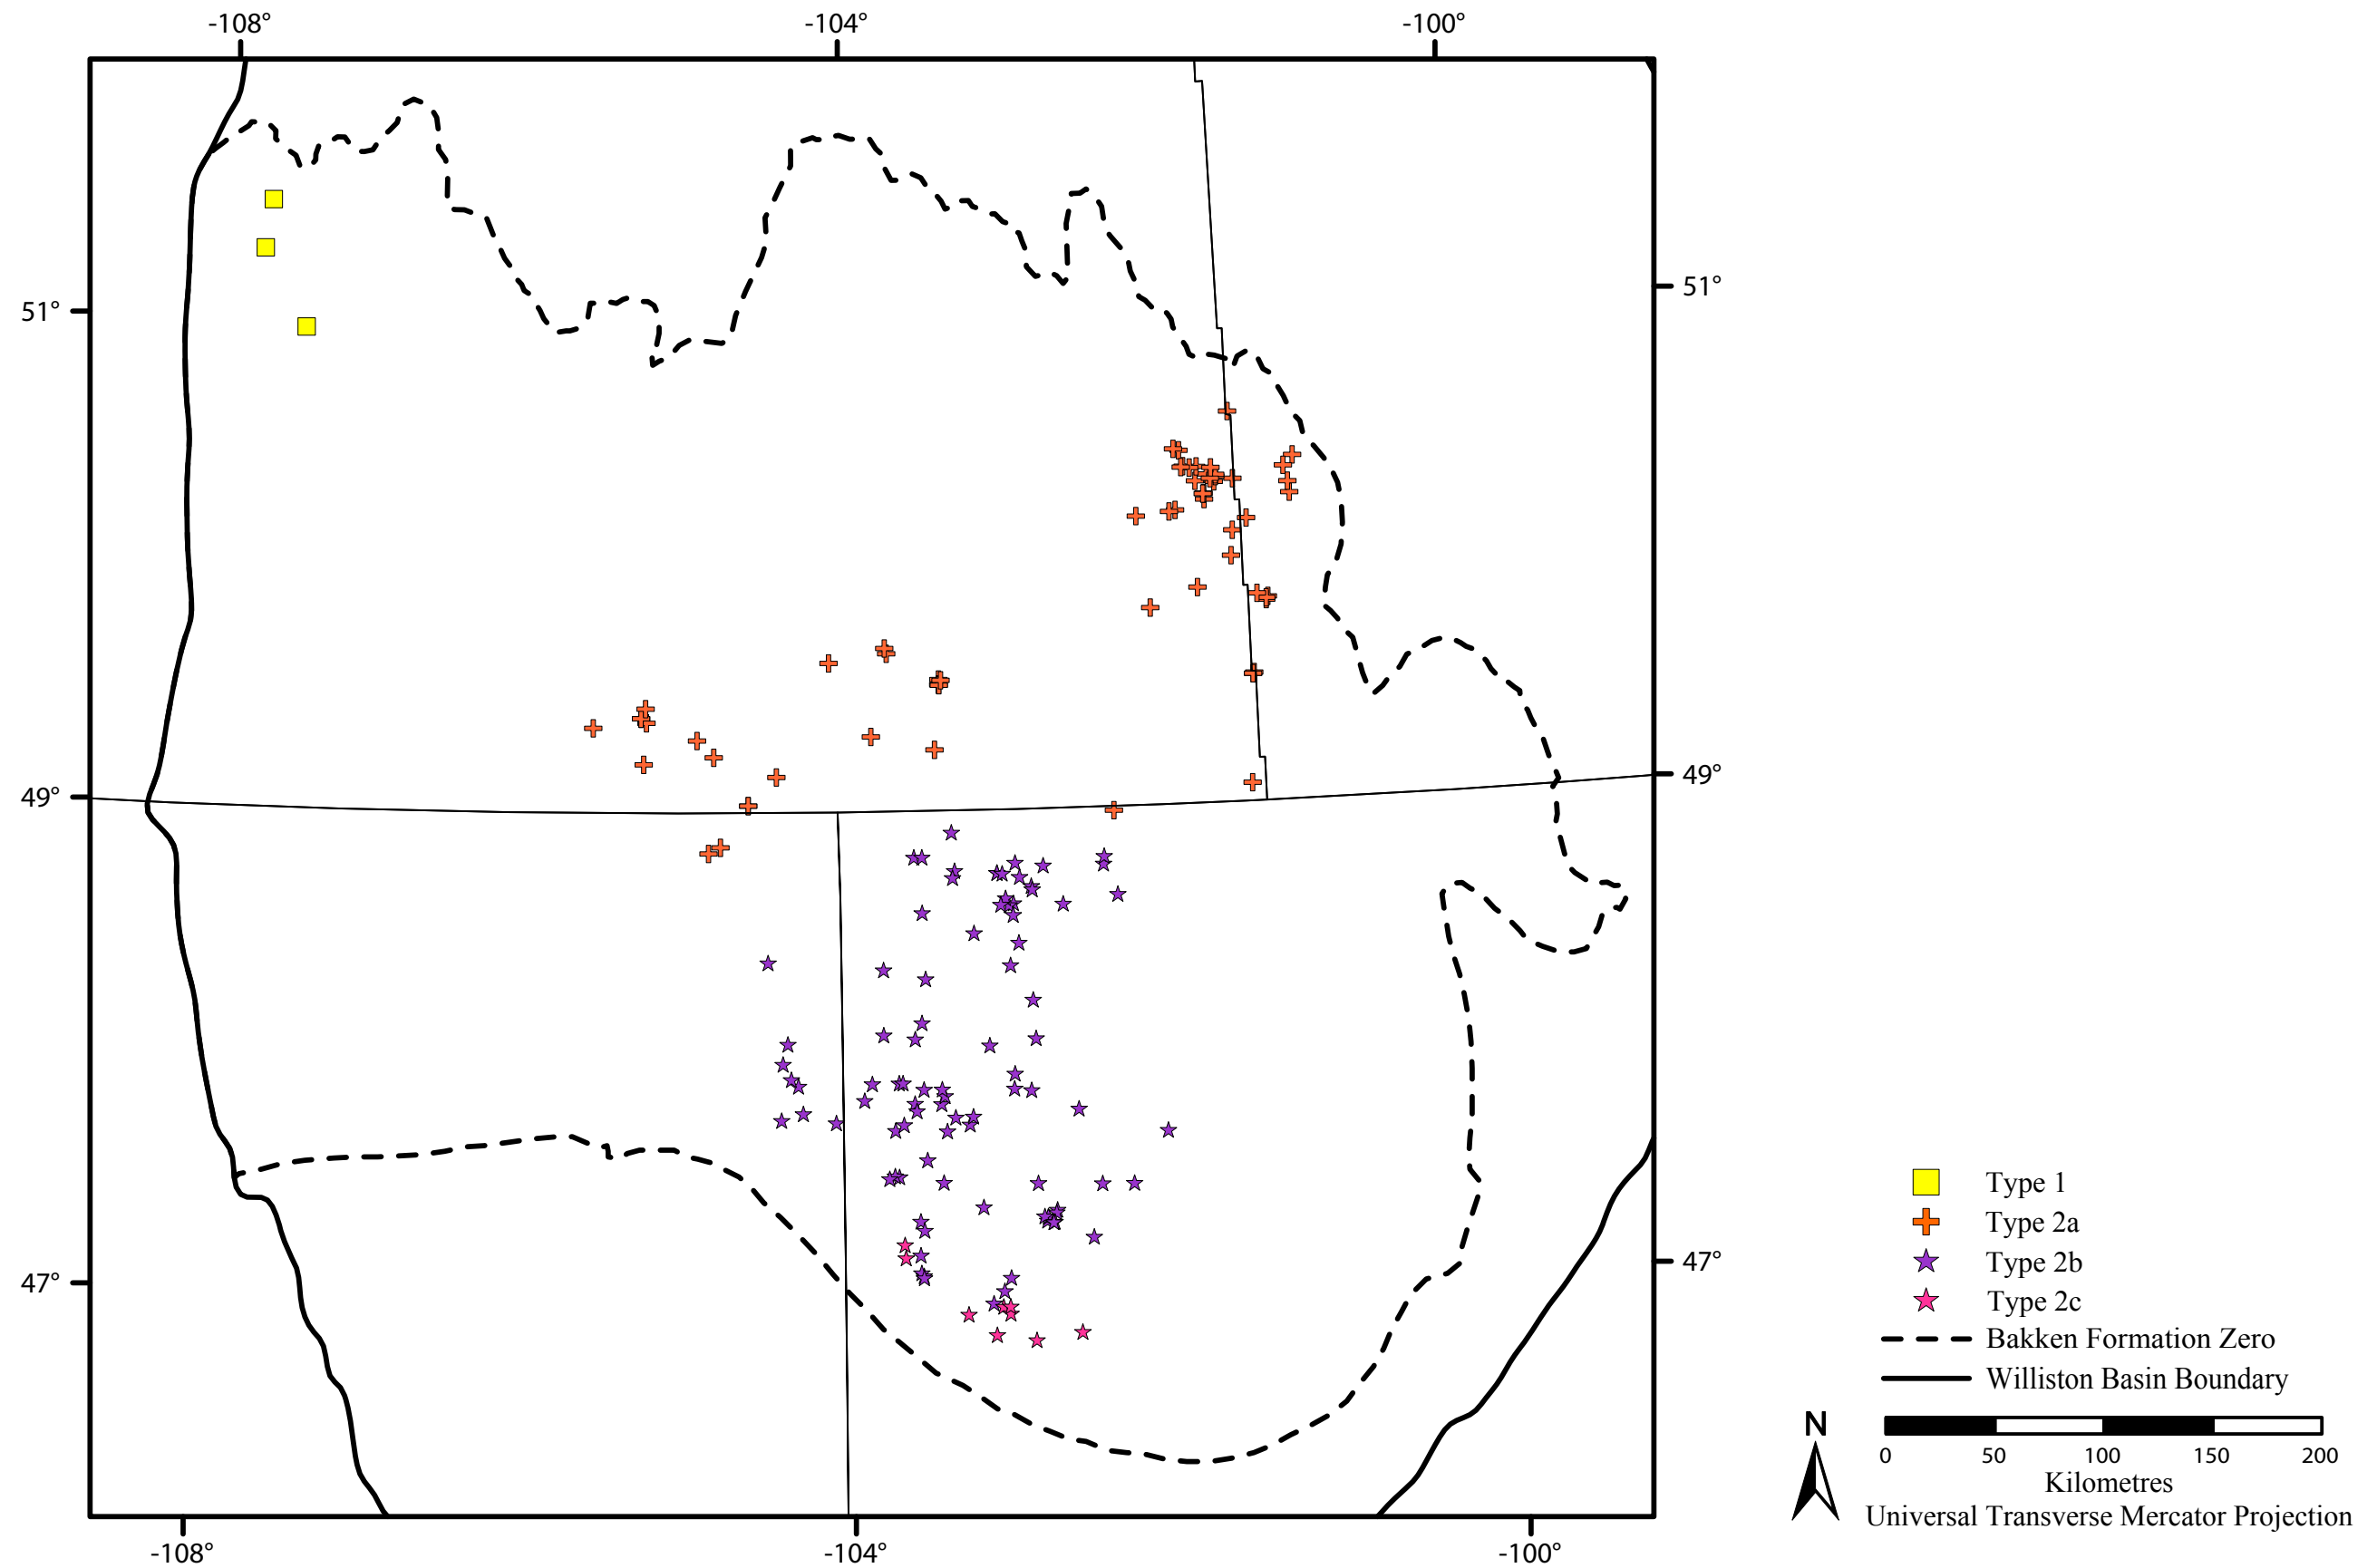 -108°
-104°
-100°
51°
51°
49°
49°
47°
47°
-108°
-104°
-100°
Type 1
Type 2a
Type 2b
Type 2c
Bakken Formation Zero
Williston Basin Boundary
N
0 50 100 150 200
Kilometres
Universal Transverse Mercator Projection